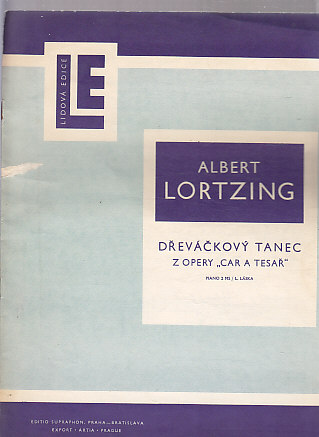 LIDOVÁ EDICE
LE
ALBERT
LORTZING
DŘEVÁČKOVÝ TANEC
Z OPERY „CAR A TESAŘ“
PIANO 2 MS / L. LÁSKA
EDITIO SUPRAPHON, PRAHA—BRATISLAVA
EXPORT • ARTIA • PRAGUE